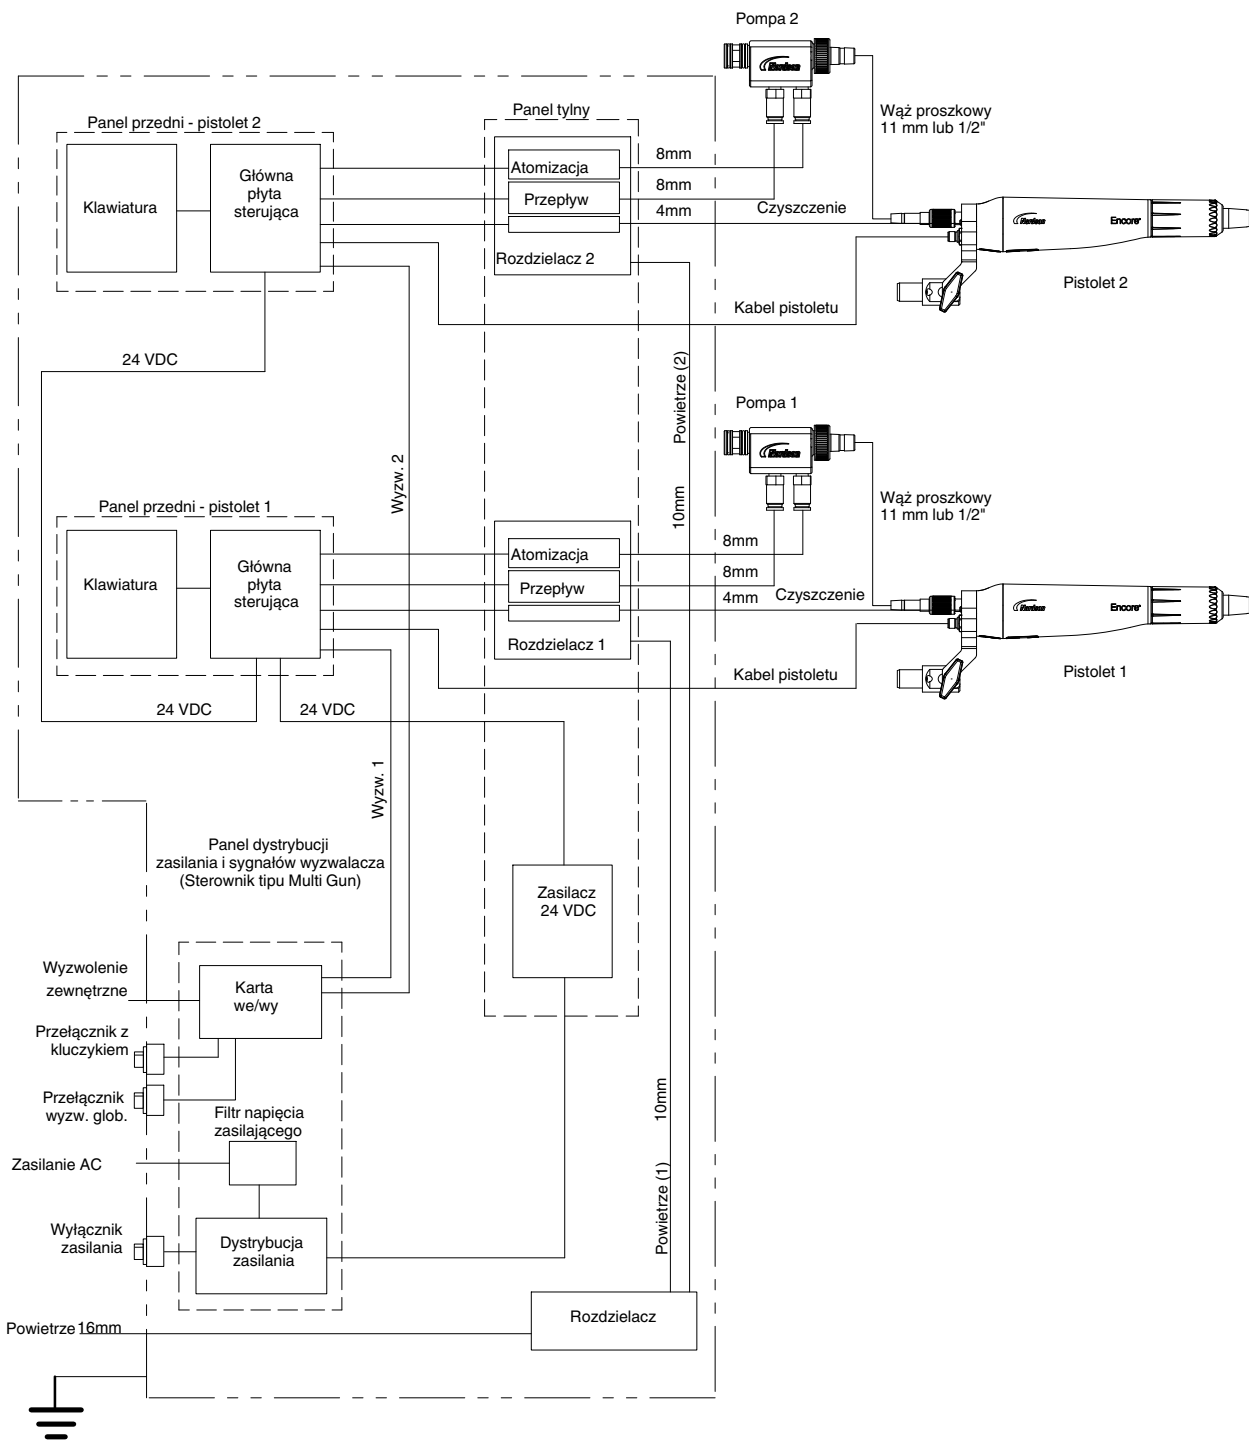 Pompa 2
Nordson
Wąż proszkowy
11 mm lub 1/2"
Panel przedni - pistolet 2
Klawiatura
Główna
płyta
sterująca
Panel tylny
Atomizacja
Przepływ
Rozdzielacz 2
8mm
8mm
4mm
Czyszczenie
Nordson
Encore
Pistolet 2
Kabel pistoletu
24 VDC
Wyzw. 2
Powietrze (2)
10mm
Pompa 1
Nordson
Wąż proszkowy
11 mm lub 1/2"
Panel przedni - pistolet 1
Klawiatura
Główna
płyta
sterująca
Atomizacja
Przepływ
Rozdzielacz 1
8mm
8mm
4mm
Czyszczenie
Nordson
Encore
Pistolet 1
Kabel pistoletu
24 VDC
24 VDC
Wyzw. 1
Panel dystrybucji
zasilania i sygnałów wyzwalacza
(Sterownik tipu Multi Gun)
Zasilacz
24 VDC
Wyzwolenie
zewnętrzne
Karta
we/wy
Przełącznik z
kluczykiem
Przełącznik
wyzw. glob.
Filtr napięcia
zasilającego
Zasilanie AC
Wyłącznik
zasilania
Dystrybucja
zasilania
10mm
Powietrze (1)
Rozdzielacz
Powietrze 16mm